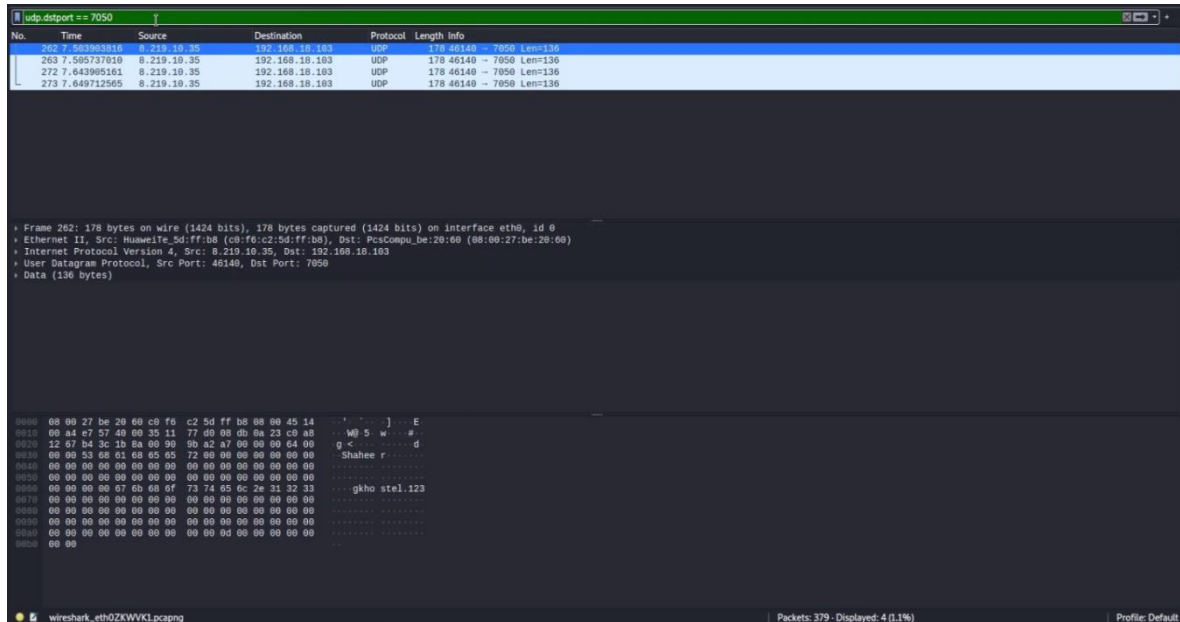 udp.dstport == 7050
No. Time Source Destination Protocol Length Info
262 7.503903816 8.219.10.35 192.168.18.103 UDP 178 46140 → 7050 Len=136
263 7.505737010 8.219.10.35 192.168.18.103 UDP 178 46140 → 7050 Len=136
272 7.643905161 8.219.10.35 192.168.18.103 UDP 178 46140 → 7050 Len=136
273 7.649712565 8.219.10.35 192.168.18.103 UDP 178 46140 → 7050 Len=136
Frame 262: 178 bytes on wire (1424 bits), 178 bytes captured (1424 bits) on interface eth0, id 0
Ethernet II, Src: HuaweiTe_5d:ff:b8 (c0:f6:c2:5d:ff:b8), Dst: PcsCompu_be:20:60 (08:00:27:be:20:60)
Internet Protocol Version 4, Src: 8.219.10.35, Dst: 192.168.18.103
User Datagram Protocol, Src Port: 46140, Dst Port: 7050
Data (136 bytes)
0000 08 00 27 be 20 60 c0 f6 c2 5d ff b8 08 00 45 14 ··'· `·· ·]····E·
0010 00 a4 e7 57 40 00 35 11 77 d0 08 db 0a 23 c0 a8 ···W@·5· w····#··
0020 12 67 b4 3c 1b 8a 00 90 9b a2 a7 00 00 00 64 00 ·g·<···· ······d·
0030 00 00 53 68 61 68 65 65 72 00 00 00 00 00 00 00 ··Shahee r·······
0040 00 00 00 00 00 00 00 00 00 00 00 00 00 00 00 00 ········ ········
0050 00 00 00 00 00 00 00 00 00 00 00 00 00 00 00 00 ········ ········
0060 00 00 00 00 67 6b 68 6f 73 74 65 6c 2e 31 32 33 ····gkho stel.123
0070 00 00 00 00 00 00 00 00 00 00 00 00 00 00 00 00 ········ ········
0080 00 00 00 00 00 00 00 00 00 00 00 00 00 00 00 00 ········ ········
0090 00 00 00 00 00 00 00 00 00 00 00 00 00 00 00 00 ········ ········
00a0 00 00 00 00 00 00 00 00 00 00 0d 00 00 00 00 00 ········ ········
00b0 00 00 ··
wireshark_eth0ZKWVK1.pcapng Packets: 379 · Displayed: 4 (1.1%) Profile: Default